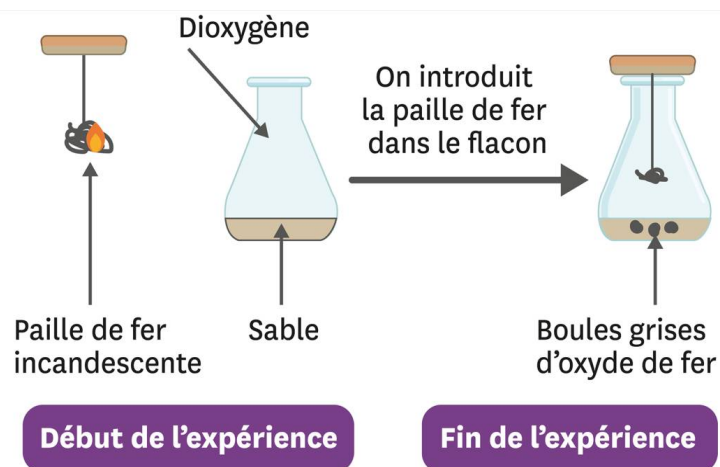 Dioxygène
On introduit
la paille de fer
dans le flacon
Paille de fer
incandescente
Sable
Boules grises
d'oxyde de fer
Début de l'expérience
Fin de l'expérience